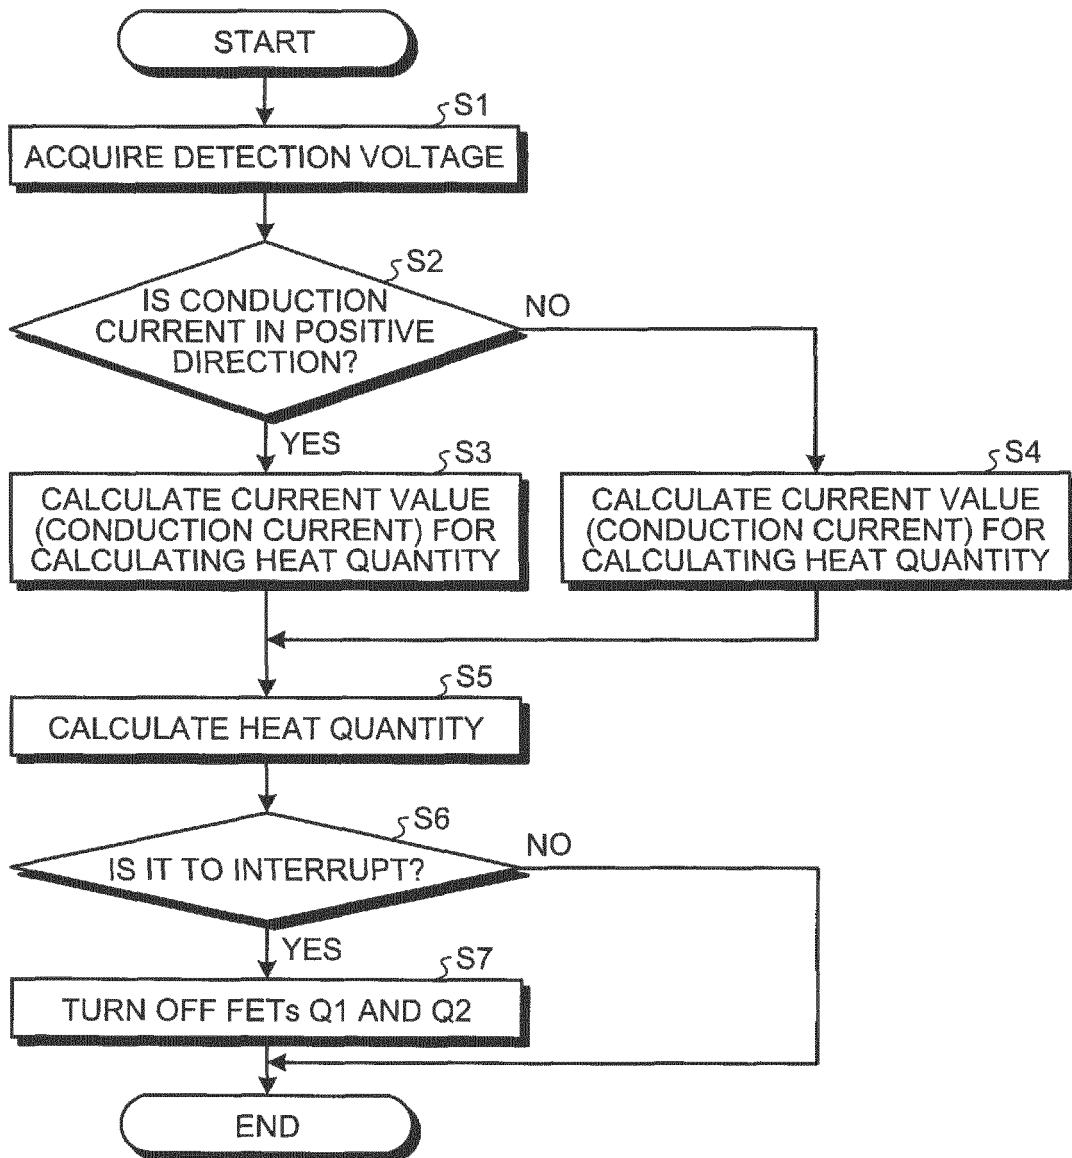 START
S1
ACQUIRE DETECTION VOLTAGE
S2
IS CONDUCTION
CURRENT IN POSITIVE
DIRECTION?
NO
YES
S3
CALCULATE CURRENT VALUE
(CONDUCTION CURRENT) FOR
CALCULATING HEAT QUANTITY
S4
CALCULATE CURRENT VALUE
(CONDUCTION CURRENT) FOR
CALCULATING HEAT QUANTITY
S5
CALCULATE HEAT QUANTITY
S6
IS IT TO INTERRUPT?
NO
YES
S7
TURN OFF FETs Q1 AND Q2
END